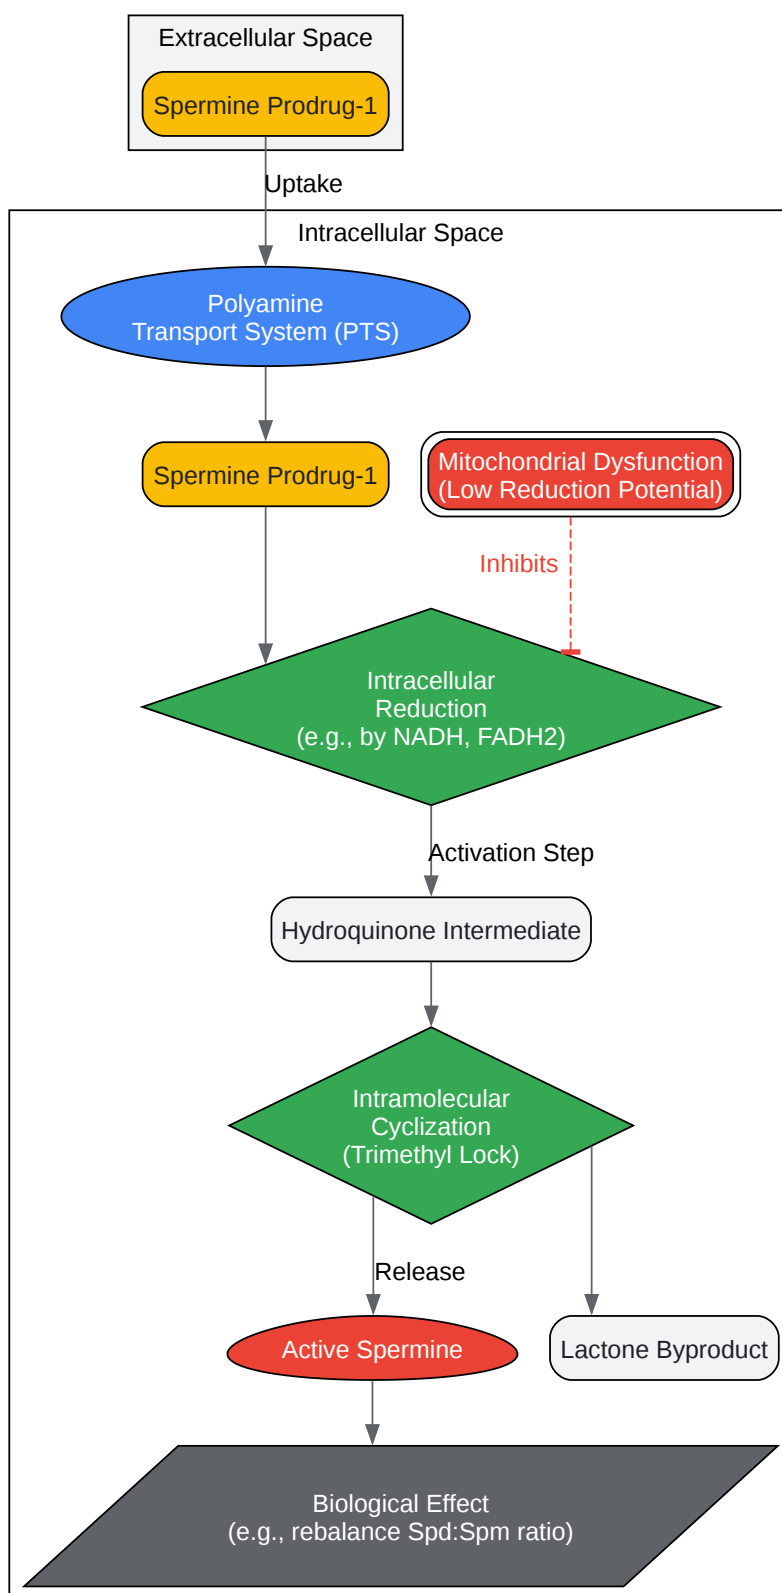 Extracellular Space
Spermine Prodrug-1
Uptake
Intracellular Space
Polyamine
Transport System (PTS)
Spermine Prodrug-1
Mitochondrial Dysfunction
(Low Reduction Potential)
Inhibits
Intracellular
Reduction
(e.g., by NADH, FADH2)
Activation Step
Hydroquinone Intermediate
Intramolecular
Cyclization
(Trimethyl Lock)
Release
Active Spermine
Lactone Byproduct
Biological Effect
(e.g., rebalance Spd:Spm ratio)